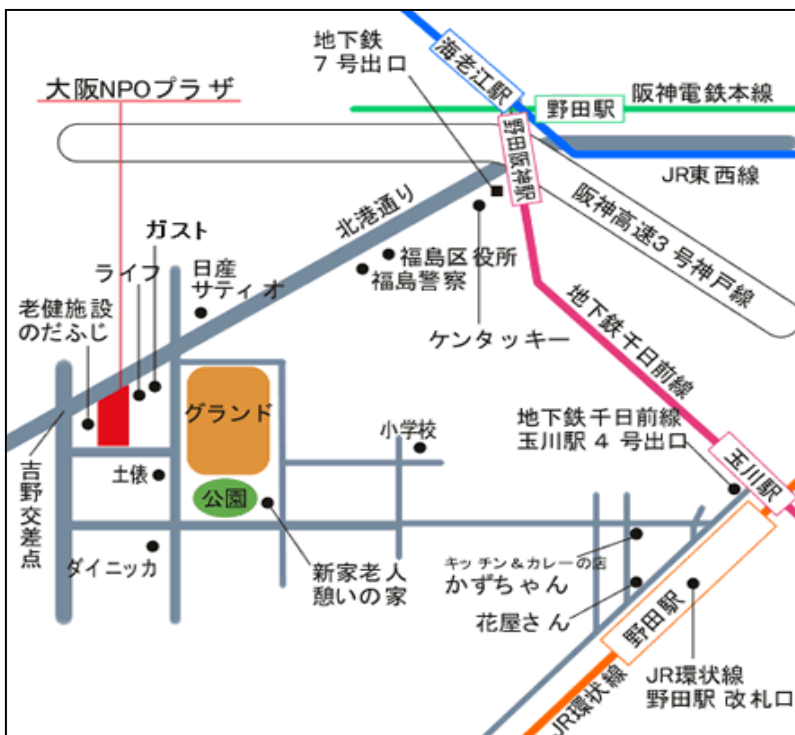 地下鉄
7号出口
海老江駅
野田駅
阪神電鉄本線
大阪NPOプラザ
野田阪神駅
JR東西線
北港通り
阪神高速3号神戸線
ガスト
ライフ
日産
サティオ
福島区役所
福島警察
老健施設
のだふじ
ケンタッキー
地下鉄千日前線
グランド
小学校
地下鉄千日前線
玉川駅4号出口
玉川駅
吉野交差点
土俵
公園
ダイニッカ
新家老人
憩いの家
キッチン&カレーの店
かずちゃん
花屋さん
野田駅
JR環状線
JR環状線
野田駅改札口